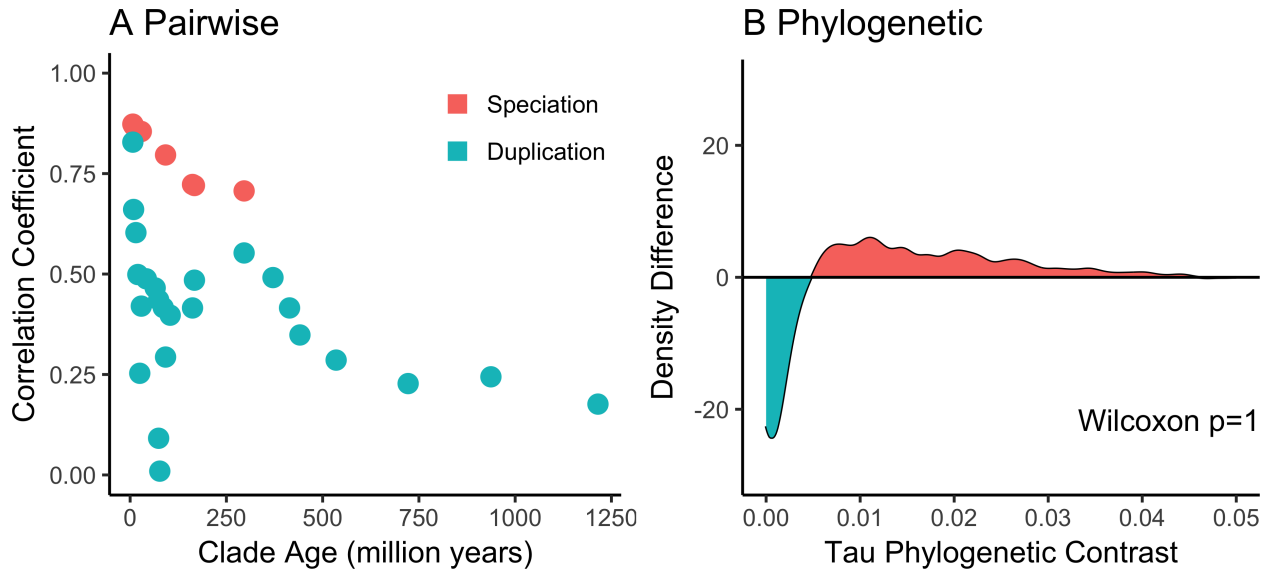 A Pairwise
1.00
0.75
0.50
0.25
0.00
Correlation Coefficient
Speciation
Duplication
0
250
500
750
1000
1250
Clade Age (million years)
B Phylogenetic
20
0
-20
Density Difference
Wilcoxon p=1
0.00
0.01
0.02
0.03
0.04
0.05
Tau Phylogenetic Contrast